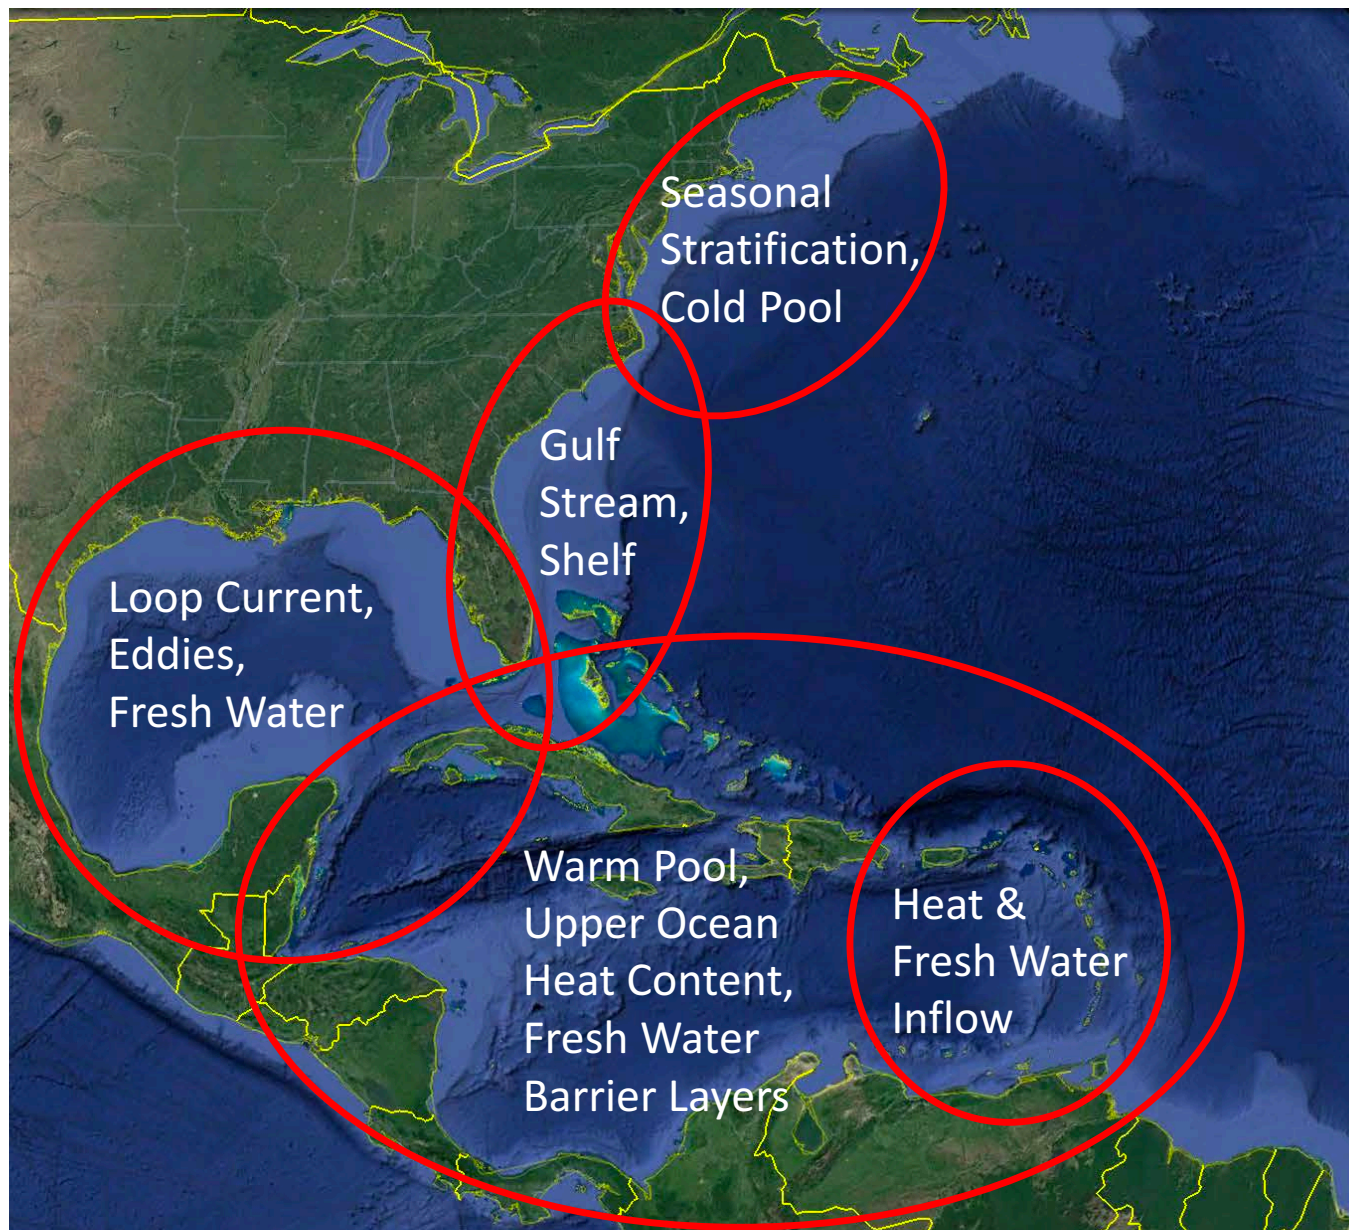 Seasonal
Stratification,
Cold Pool
Gulf
Stream,
Shelf
Loop Current,
Eddies,
Fresh Water
Warm Pool,
Upper Ocean
Heat Content,
Fresh Water
Barrier Layers
Heat &
Fresh Water
Inflow